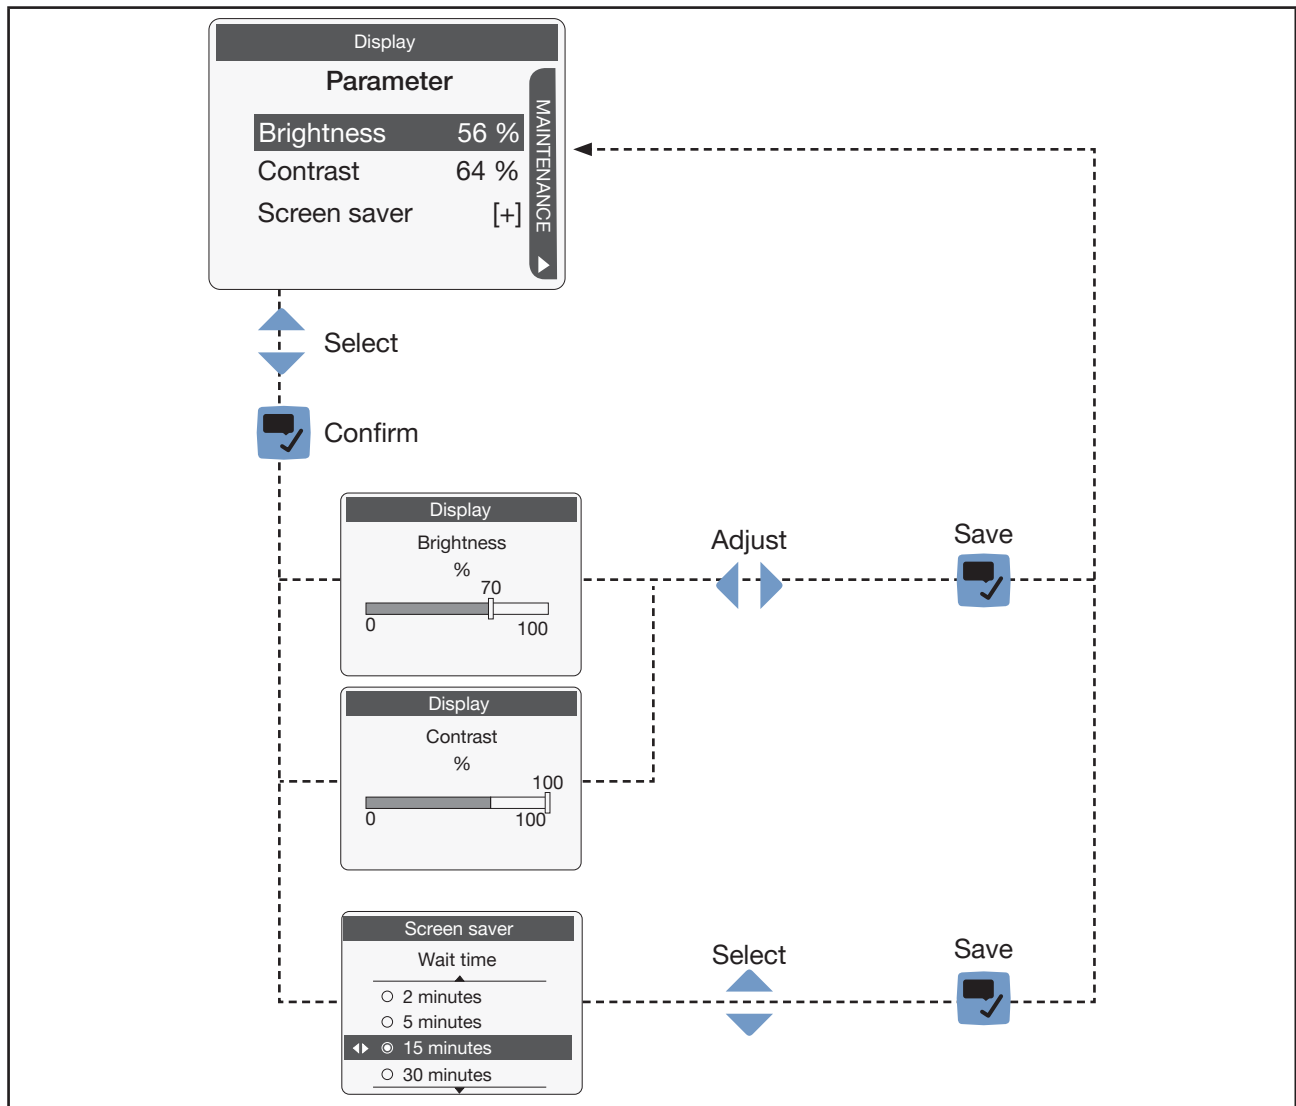 Display
Parameter
Brightness 56 %
Contrast 64 %
Screen saver [+]
MAINTENANCE
Select
Confirm
Display
Brightness
%
70
0 100
Adjust
Save
Display
Contrast
%
100
0 100
Screen saver
Wait time
2 minutes
5 minutes
15 minutes
30 minutes
Select
Save